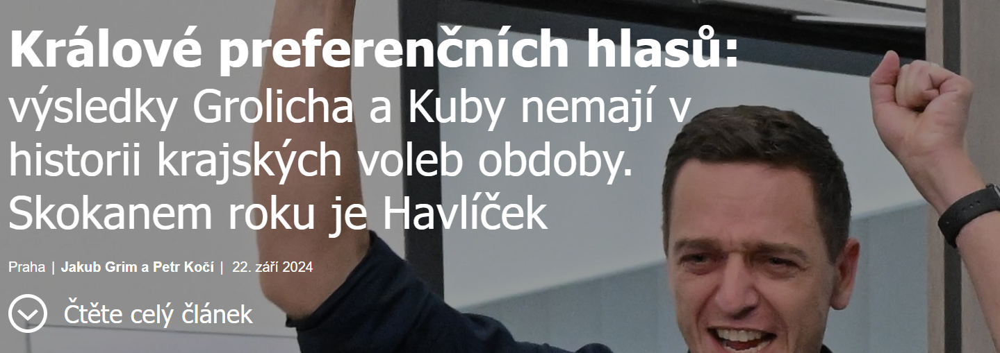 Králové preferenčních hlasů:
výsledky Grolicha a Kuby nemají v
historii krajských voleb obdoby.
Skokanem roku je Havlíček
Praha | Jakub Grim a Petr Kočí | 22. září 2024
Čtěte celý článek